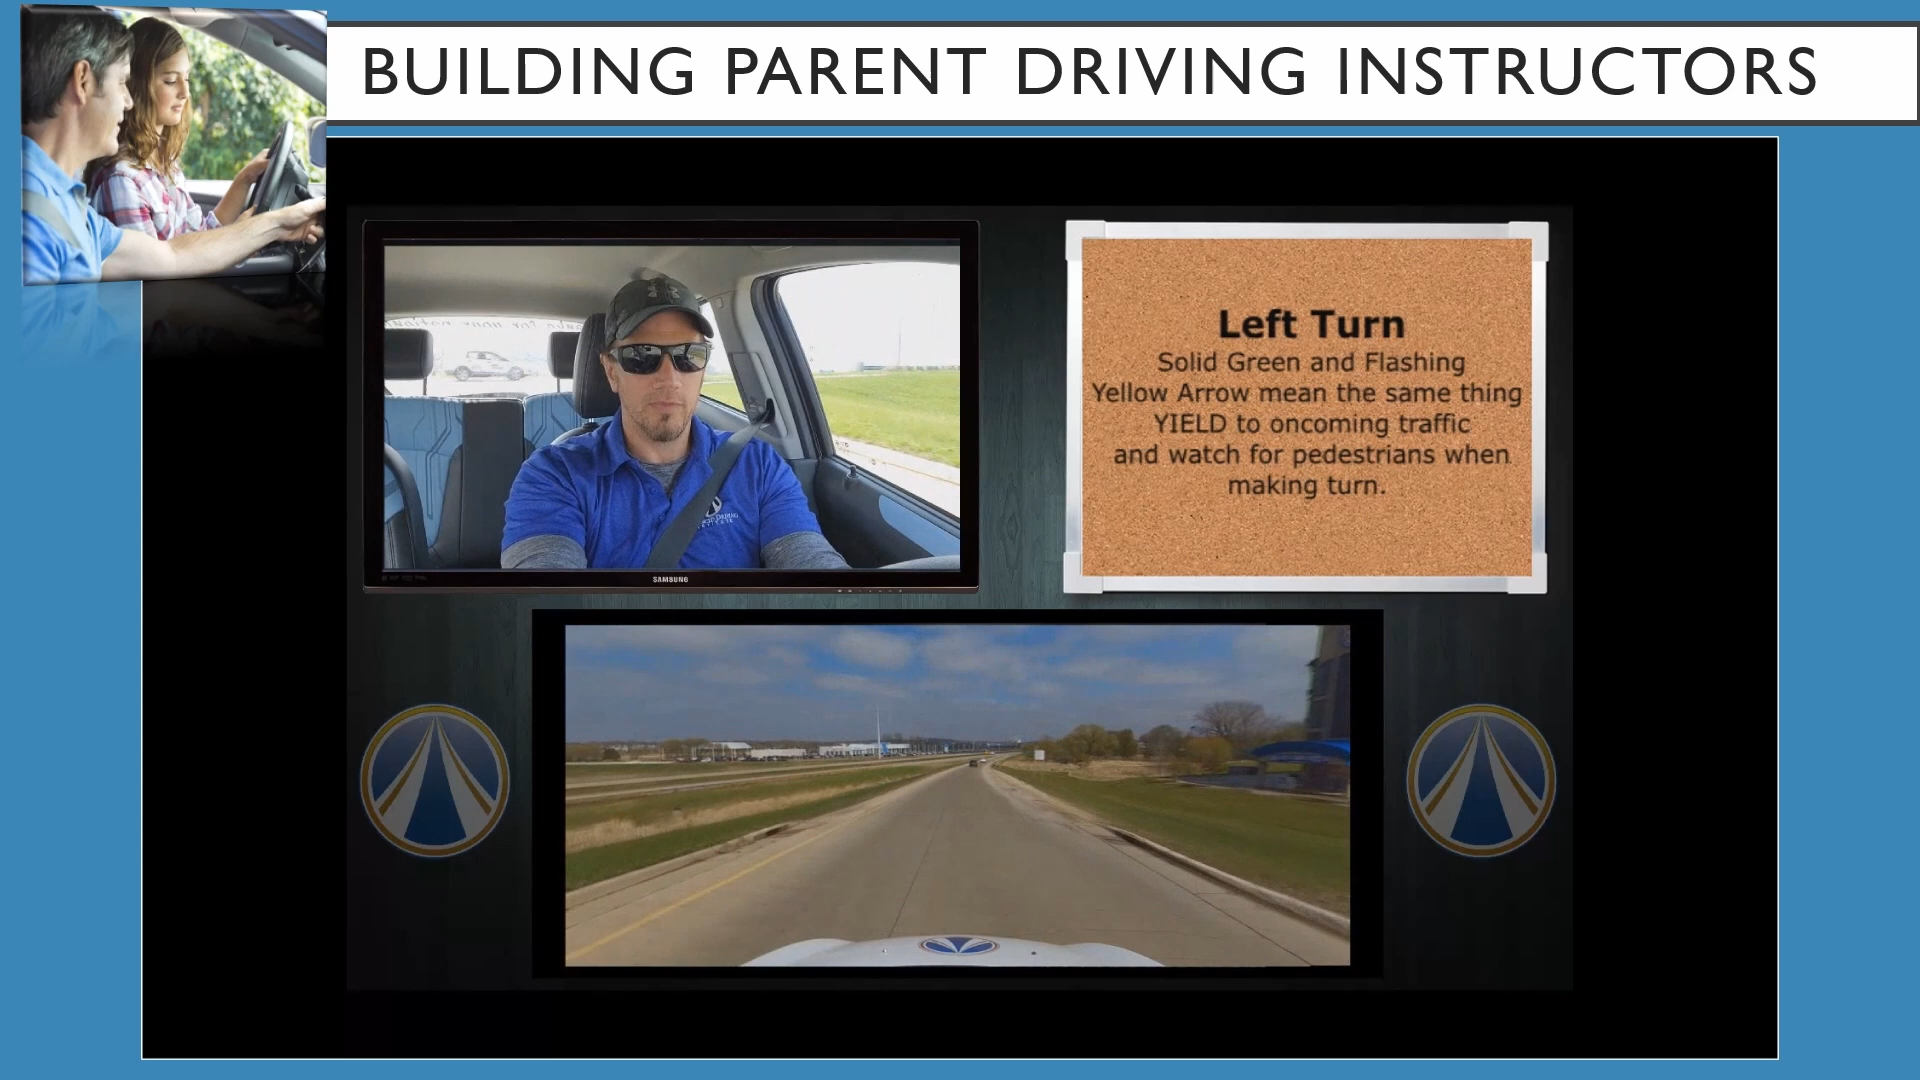 BUILDING PARENT DRIVING INSTRUCTORS
SAMSUNG
Left Turn
Solid Green and Flashing
Yellow Arrow mean the same thing
YIELD to oncoming traffic
and watch for pedestrians when
making turn.